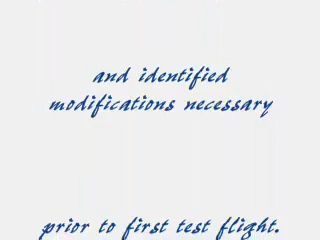 and identified
modifications necessary
prior to first test flight.